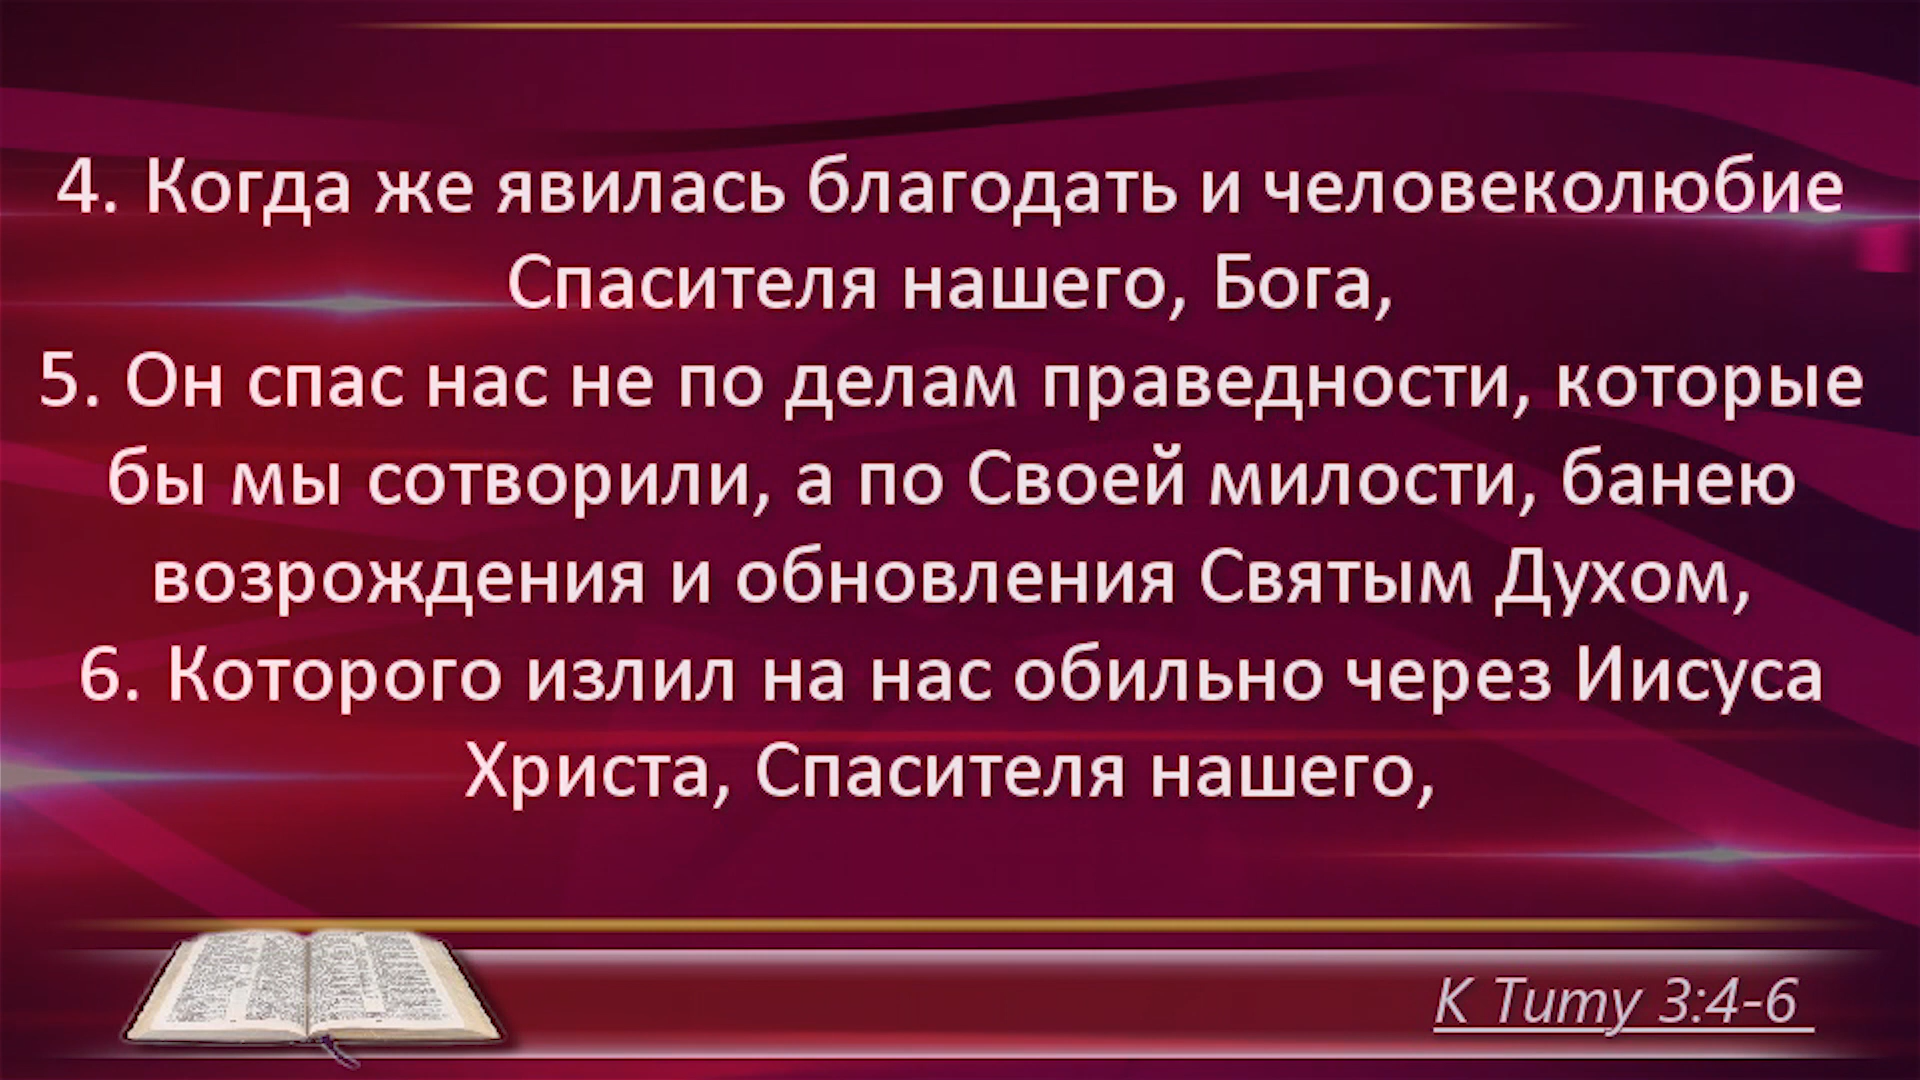 4. Когда же явилась благодать и человеколюбие
Спасителя нашего, Бога,
5. Он спас нас не по делам праведности, которые
бы мы сотворили, а по Своей милости, банею
возрождения и обновления Святым Духом,
6. Которого излил на нас обильно через Иисуса
Христа, Спасителя нашего,
К Титу 3:4-6